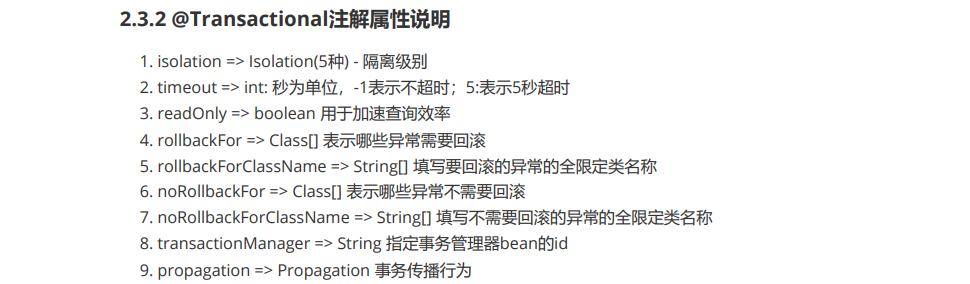 2.3.2 @Transactional注解属性说明
1. isolation => Isolation(5种) - 隔离级别
2. timeout => int: 秒为单位，-1表示不超时；5:表示5秒超时
3. readOnly => boolean 用于加速查询效率
4. rollbackFor => Class[] 表示哪些异常需要回滚
5. rollbackForClassName => String[] 填写要回滚的异常的全限定类名称
6. noRollbackFor => Class[] 表示哪些异常不需要回滚
7. noRollbackForClassName => String[] 填写不需要回滚的异常的全限定类名称
8. transactionManager => String 指定事务管理器bean的id
9. propagation => Propagation 事务传播行为